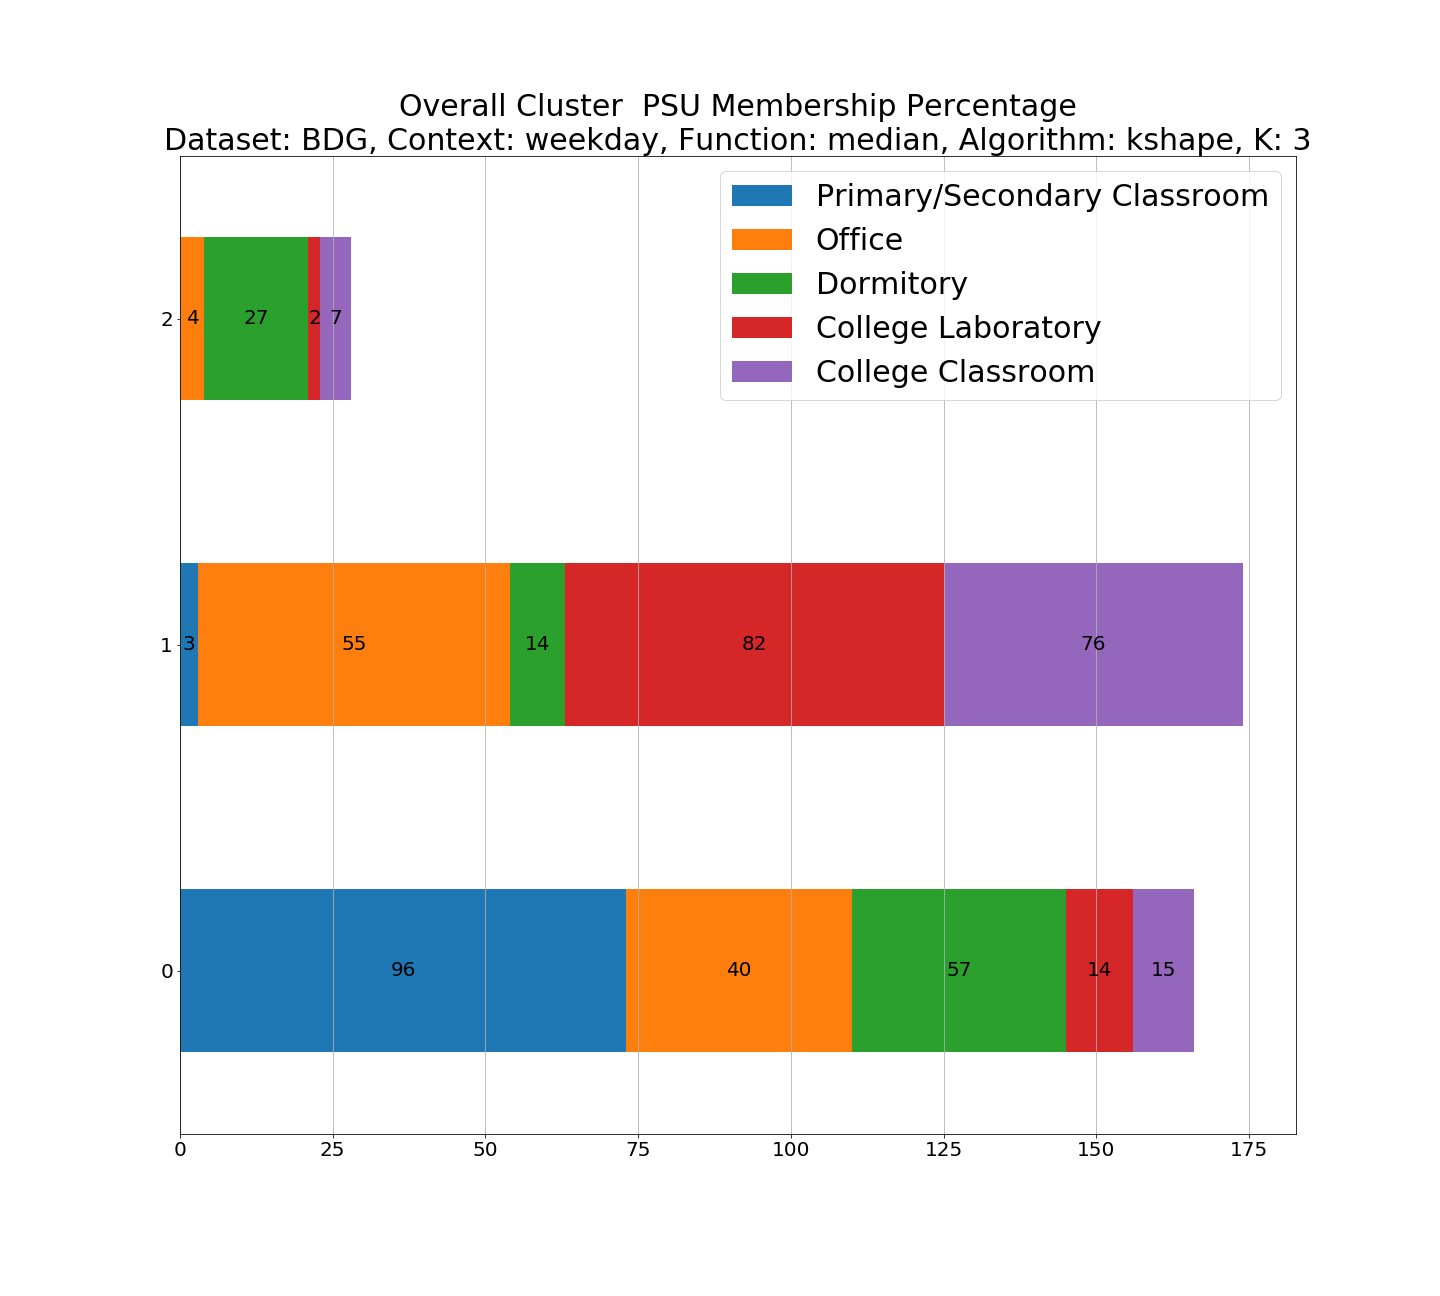 Overall Cluster  PSU Membership Percentage
Dataset: BDG, Context: weekday, Function: median, Algorithm: kshape, K: 3
Primary/Secondary Classroom
Office
Dormitory
College Laboratory
College Classroom
2 4 27 2 7
1 3 55 14 82 76
0 96 40 57 14 15
0 25 50 75 100 125 150 175